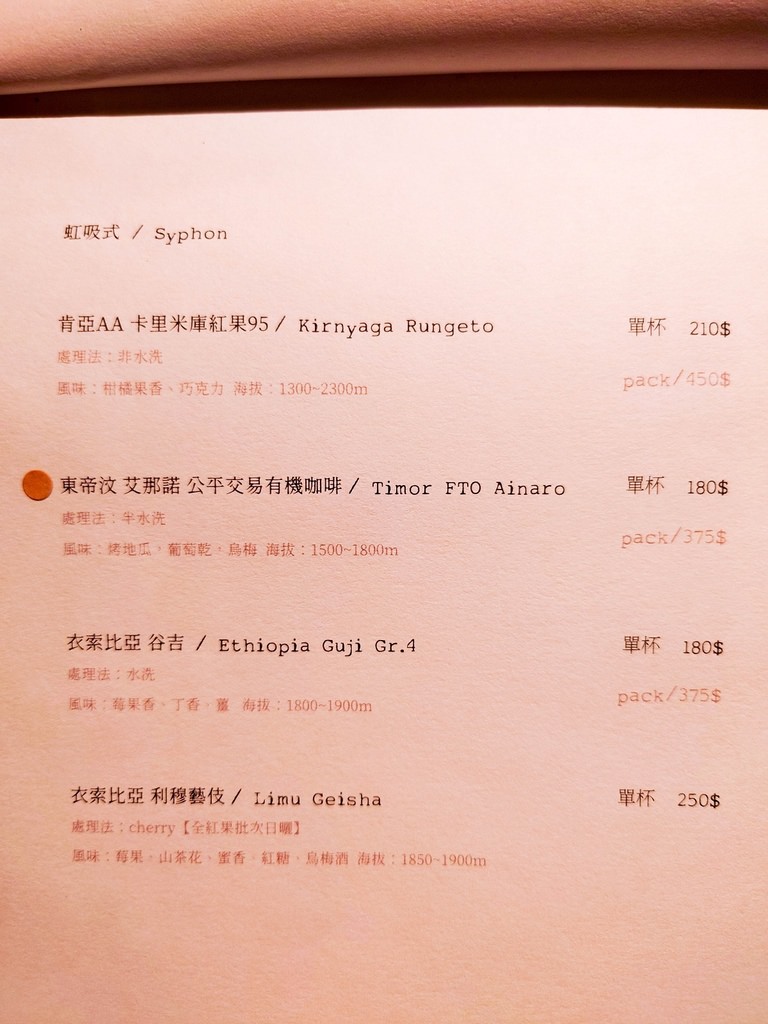 虹吸式 / Syphon
肯亞AA 卡里米庫紅果95 / Kirnyaga Rungeto 單杯 210$
處理法：非水洗
風味：柑橘果香、巧克力 海拔：1300~2300m
pack/450$
東帝汶 艾那諾 公平交易有機咖啡 / Timor FTO Ainaro 單杯 180$
處理法：半水洗
風味：烤地瓜，葡萄乾，烏梅 海拔：1500~1800m
pack/375$
衣索比亞 谷吉 / Ethiopia Guji Gr.4 單杯 180$
處理法：水洗
風味：莓果香、丁香、薑 海拔：1800~1900m
pack/375$
衣索比亞 利穆藝伎 / Limu Geisha 單杯 250$
處理法：cherry【全紅果批次日曬】
風味：莓果，山茶花、蜜香，紅糖，烏梅酒 海拔：1850~1900m